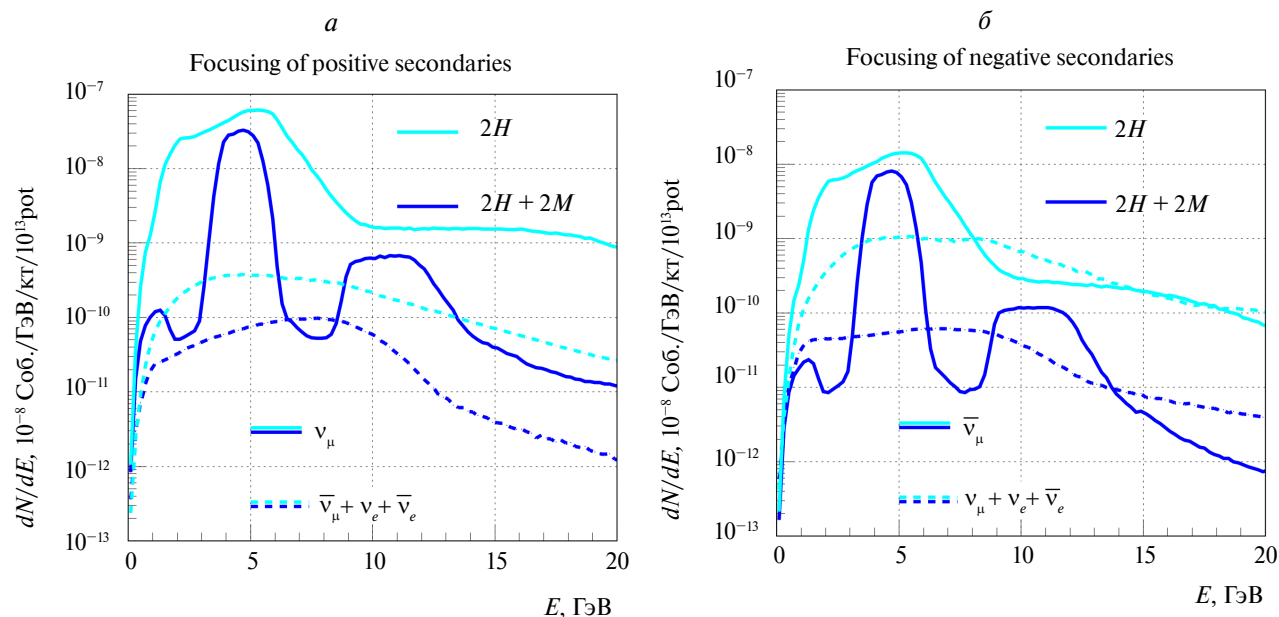 а
Focusing of positive secondaries
10⁻⁷
10⁻⁸
10⁻⁹
10⁻¹⁰
10⁻¹¹
10⁻¹²
10⁻¹³
dN/dE, 10⁻⁸ Соб./ГэВ/кт/10¹³pot
2H
2H + 2M
ν_μ
ν̅_μ + ν_e + ν̅_e
0 5 10 15 20
E, ГэВ
б
Focusing of negative secondaries
10⁻⁷
10⁻⁸
10⁻⁹
10⁻¹⁰
10⁻¹¹
10⁻¹²
10⁻¹³
dN/dE, 10⁻⁸ Соб./ГэВ/кт/10¹³pot
2H
2H + 2M
ν̅_μ
ν_μ + ν_e + ν̅_e
0 5 10 15 20
E, ГэВ